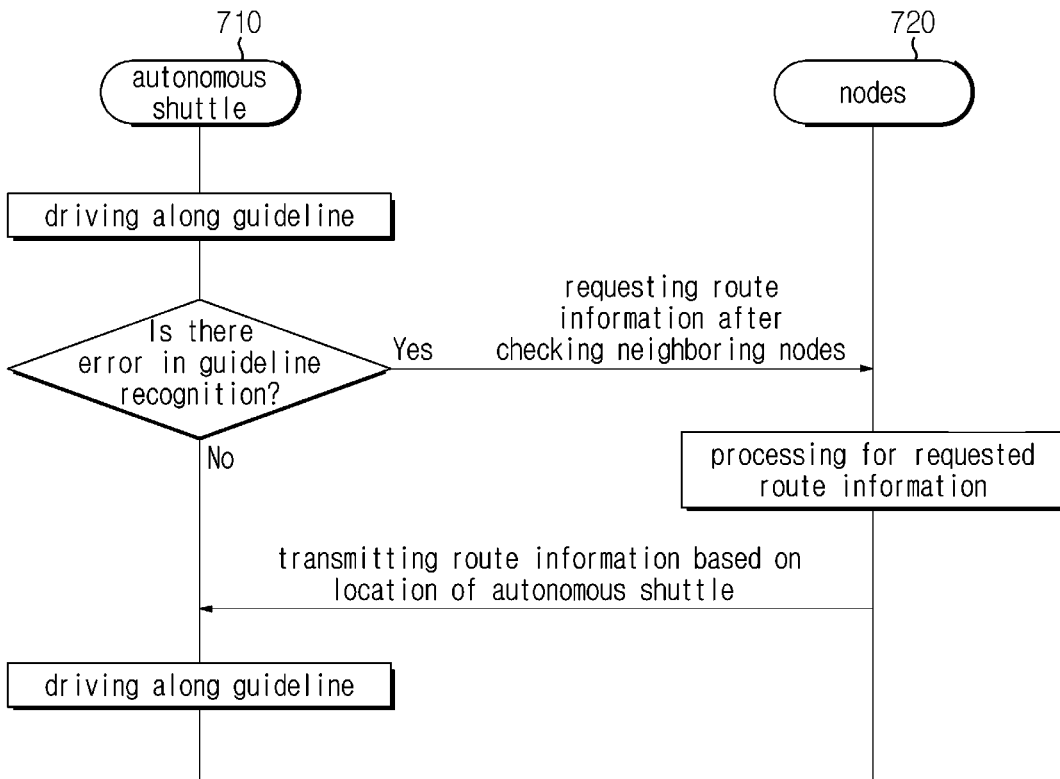 710
720
autonomous
shuttle
nodes
driving along guideline
requesting route
information after
checking neighboring nodes
Is there
error in guideline
recognition?
Yes
No
processing for requested
route information
transmitting route information based on
location of autonomous shuttle
driving along guideline